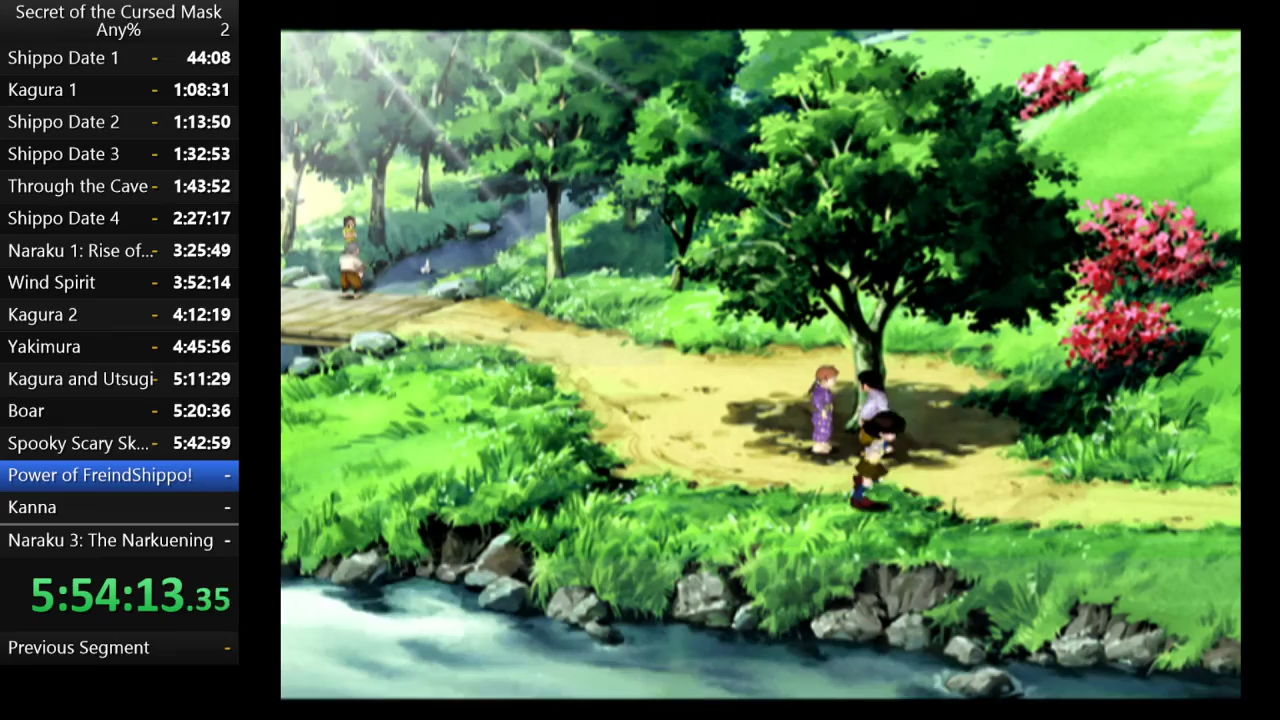 Secret of the Cursed Mask
Any% 2
Shippo Date 1 - 44:08
Kagura 1 - 1:08:31
Shippo Date 2 - 1:13:50
Shippo Date 3 - 1:32:53
Through the Cave - 1:43:52
Shippo Date 4 - 2:27:17
Naraku 1: Rise of... - 3:25:49
Wind Spirit - 3:52:14
Kagura 2 - 4:12:19
Yakimura - 4:45:56
Kagura and Utsugi - 5:11:29
Boar - 5:20:36
Spooky Scary Sk... - 5:42:59
Power of FreindShippo! -
Kanna -
Naraku 3: The Narkuening -
5:54:13.35
Previous Segment -